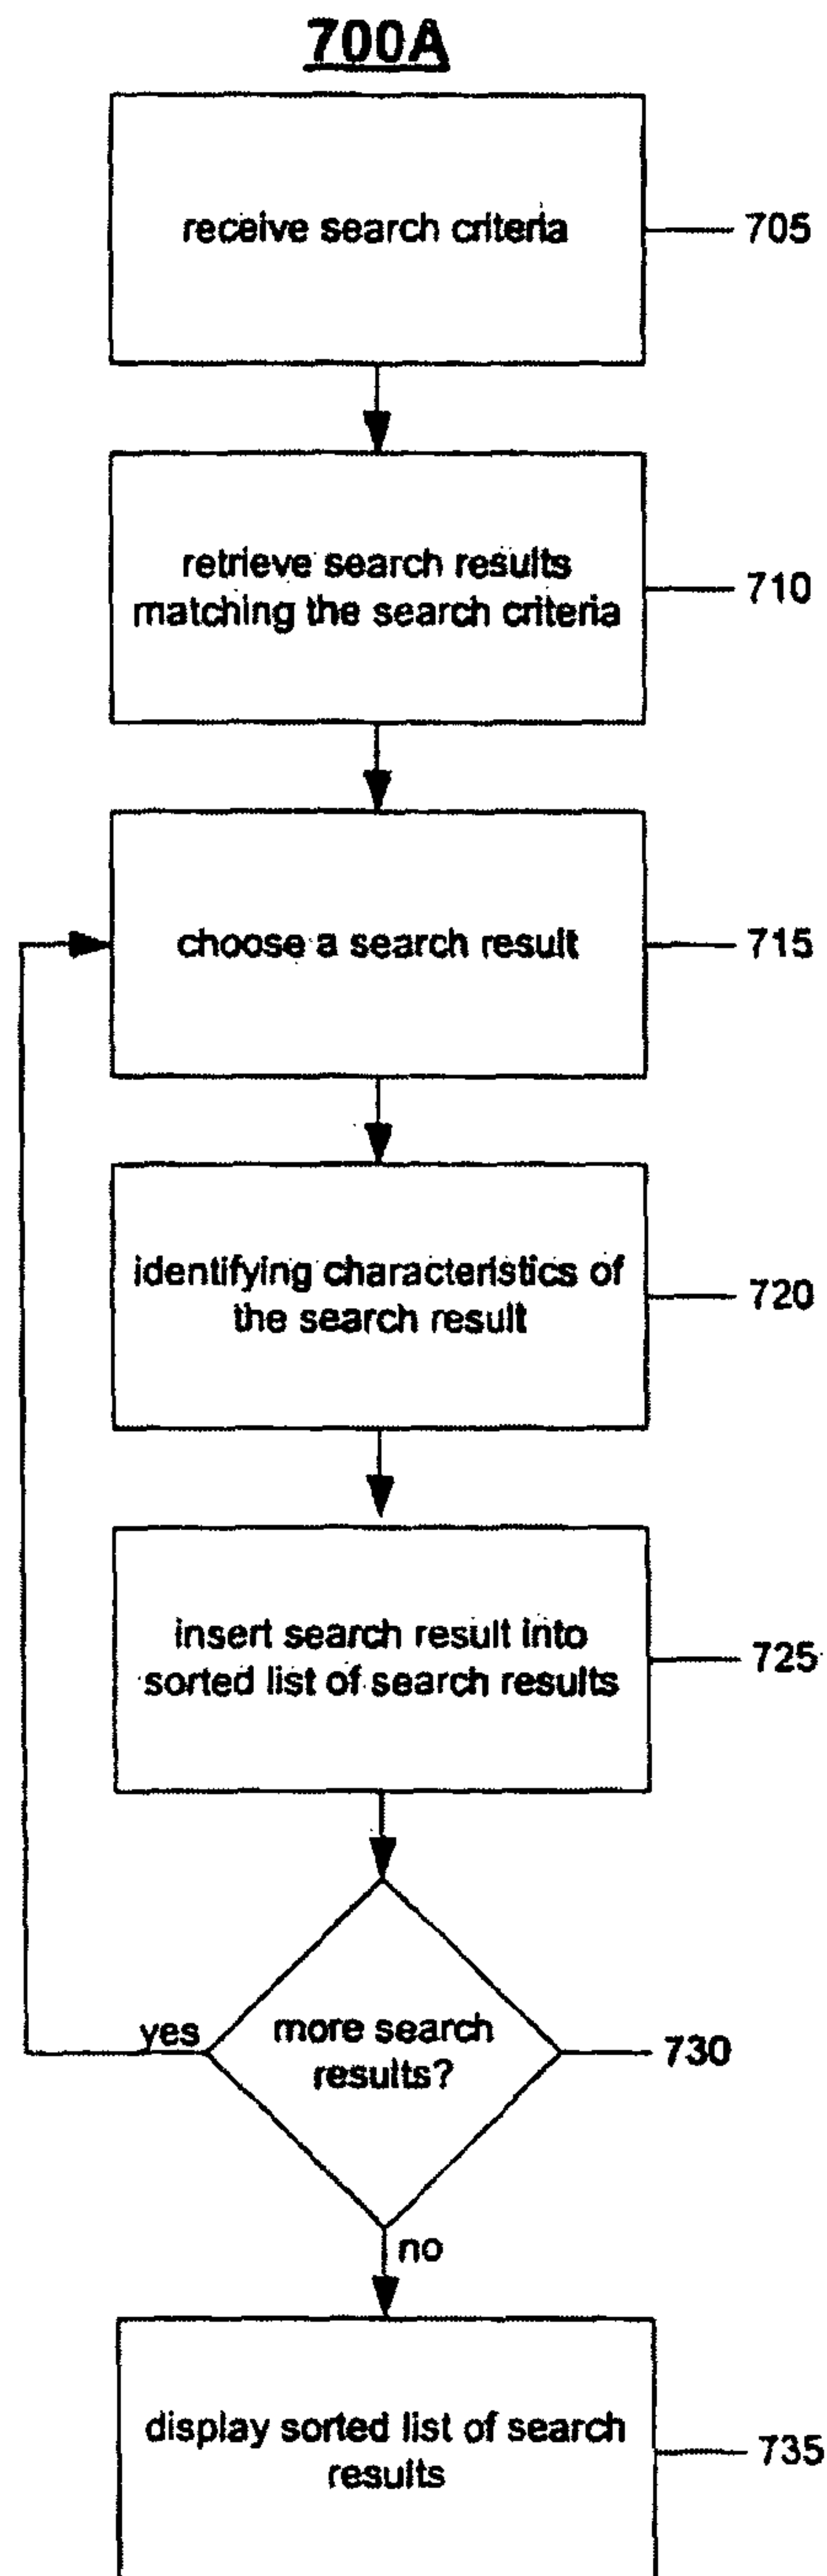 700A
receive search criteria
705
retrieve search results
matching the search criteria
710
choose a search result
715
identifying characteristics of
the search result
720
insert search result into
sorted list of search results
725
more search
results?
730
yes
no
display sorted list of search
results
735